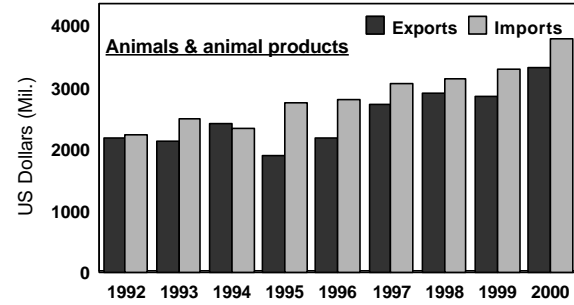 4000
Exports Imports
Animals & animal products
3000
2000
1000
0
US Dollars (Mil.)
1992 1993 1994 1995 1996 1997 1998 1999 2000